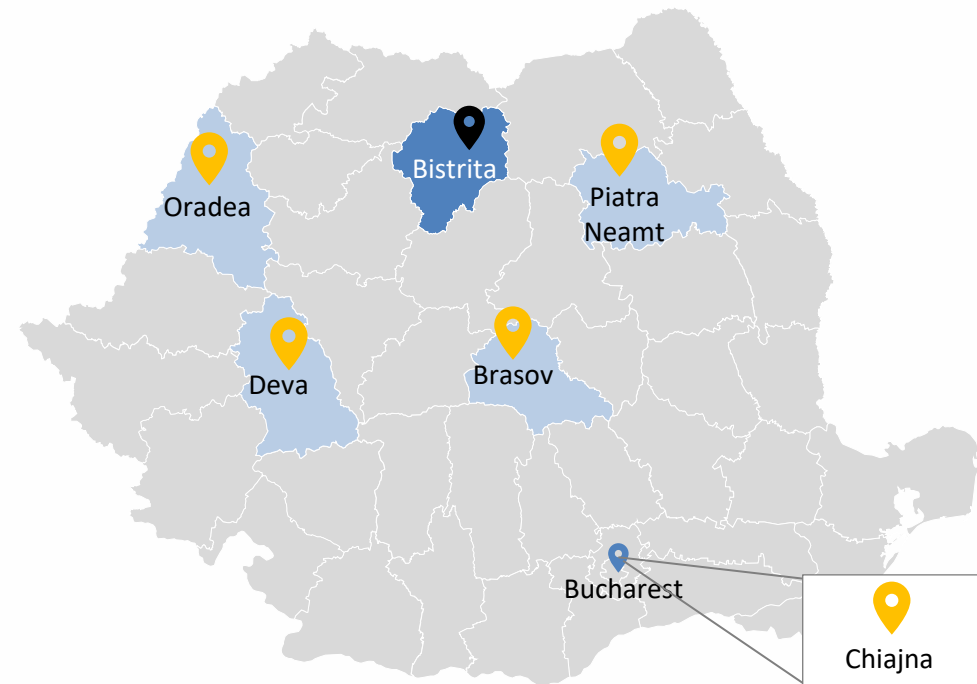 Bistrita
Oradea
Piatra
Neamt
Deva
Brasov
Bucharest
Chiajna